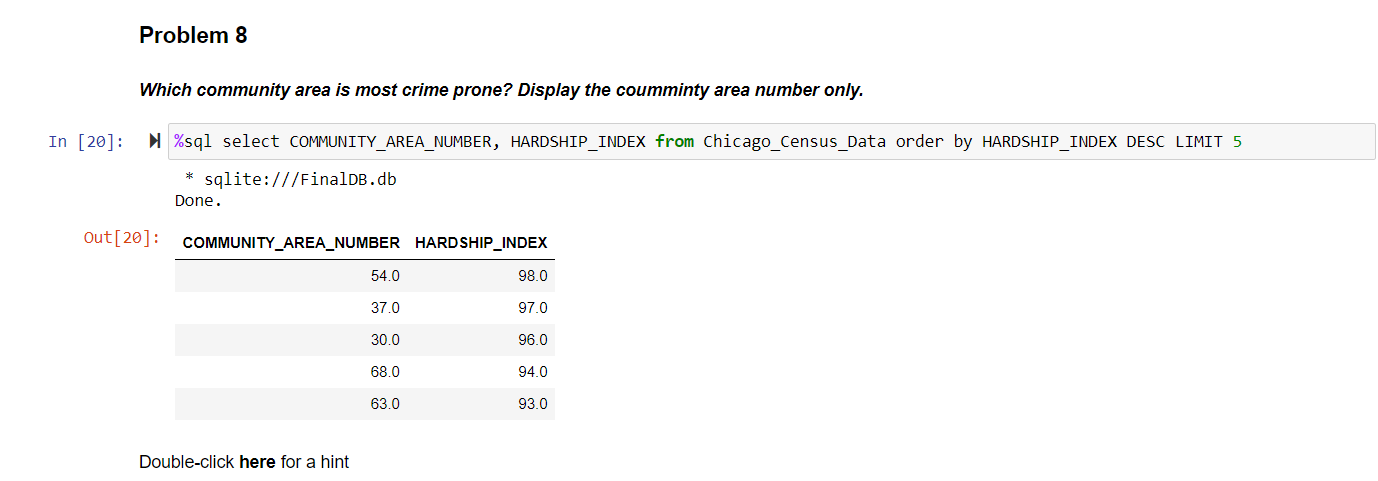 Problem 8
Which community area is most crime prone? Display the coumminty area number only.
In [20]: %sql select COMMUNITY_AREA_NUMBER, HARDSHIP_INDEX from Chicago_Census_Data order by HARDSHIP_INDEX DESC LIMIT 5
* sqlite:///FinalDB.db
Done.
Out[20]:
COMMUNITY_AREA_NUMBER HARDSHIP_INDEX
54.0 98.0
37.0 97.0
30.0 96.0
68.0 94.0
63.0 93.0
Double-click here for a hint